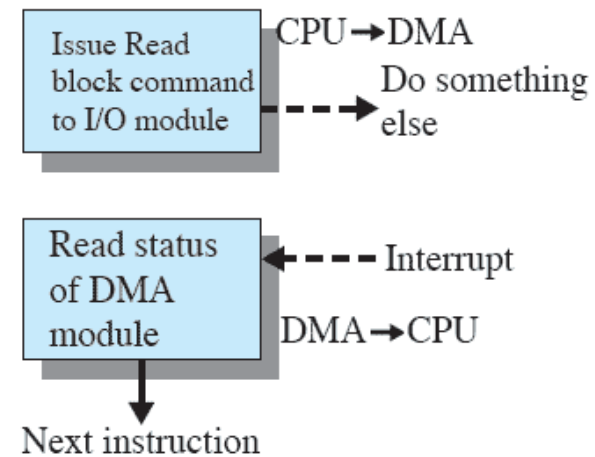 Issue Read
block command
to I/O module
CPU→DMA
Do something
else
Read status
of DMA
module
Interrupt
DMA→CPU
Next instruction